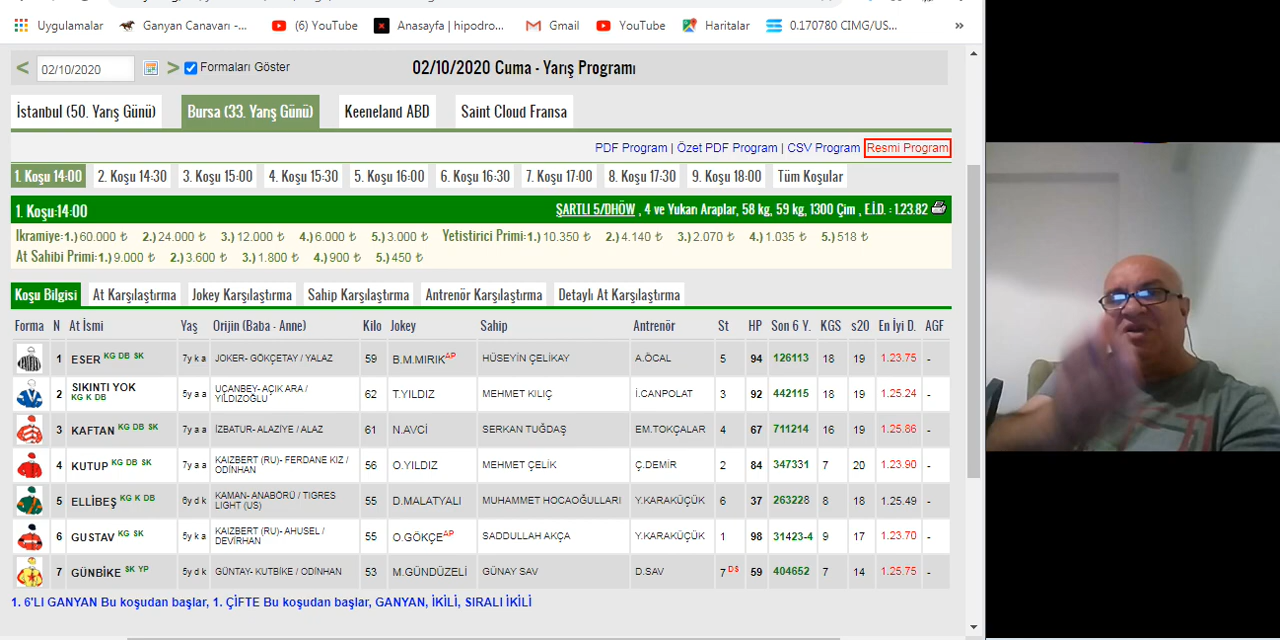 Uygulamalar Ganyan Canavarı -... (6) YouTube Anasayfa | hipodro... Gmail YouTube Haritalar 0.170780 CIMG/US... »
< 02/10/2020 > Formaları Göster 02/10/2020 Cuma - Yarış Programı
İstanbul (50. Yarış Günü) Bursa (33. Yarış Günü) Keeneland ABD Saint Cloud Fransa
PDF Program | Özet PDF Program | CSV Program Resmi Program
1. Koşu 14:00 2. Koşu 14:30 3. Koşu 15:00 4. Koşu 15:30 5. Koşu 16:00 6. Koşu 16:30 7. Koşu 17:00 8. Koşu 17:30 9. Koşu 18:00 Tüm Koşular
1. Koşu:14:00 ŞARTLI 5/DHÖW , 4 ve Yukarı Araplar, 58 kg, 59 kg, 1300 Çim , E.İ.D. : 1.23.82
İkramiye:1.) 60.000 ₺ 2.) 24.000 ₺ 3.) 12.000 ₺ 4.) 6.000 ₺ 5.) 3.000 ₺ Yetistirici Primi:1.) 10.350 ₺ 2.) 4.140 ₺ 3.) 2.070 ₺ 4.) 1.035 ₺ 5.) 518 ₺
At Sahibi Primi:1.) 9.000 ₺ 2.) 3.600 ₺ 3.) 1.800 ₺ 4.) 900 ₺ 5.) 450 ₺
Koşu Bilgisi At Karşılaştırma Jokey Karşılaştırma Sahip Karşılaştırma Antrenör Karşılaştırma Detaylı At Karşılaştırma
Forma N At İsmi Yaş Orijin (Baba - Anne) Kilo Jokey Sahip Antrenör St HP Son 6 Y. KGS s20 En İyi D. AGF
1 ESER KG DB SK 7y k a JOKER- GÖKÇETAY / YALAZ 59 B.M.MIRIK AP HÜSEYİN ÇELİKAY A.ÖCAL 5 94 126113 18 19 1.23.75 -
2 SIKINTI YOK KG K DB 5y a a UÇANBEY- AÇIK ARA / YILDIZOĞLU 62 T.YILDIZ MEHMET KILIÇ İ.CANPOLAT 3 92 442115 18 19 1.25.24 -
3 KAFTAN KG DB SK 7y a a İZBATUR- ALAZİYE / ALAZ 61 N.AVCİ SERKAN TUĞDAŞ EM.TOKÇALAR 4 67 711214 16 19 1.25.86 -
4 KUTUP KG DB SK 7y a a KAIZBERT (RU)- FERDANE KIZ / ODİNHAN 56 O.YILDIZ MEHMET ÇELİK Ç.DEMİR 2 84 347331 7 20 1.23.90 -
5 ELLİBEŞ KG K DB 6y d k KAMAN- ANABÖRÜ / TIGRES LIGHT (US) 55 D.MALATYALI MUHAMMET HOCAOĞULLARI Y.KARAKÜÇÜK 6 37 263228 8 18 1.25.49 -
6 GUSTAV KG SK 5y k a KAIZBERT (RU)- AHUSEL / DEVİRHAN 55 O.GÖKÇE AP SADDULLAH AKÇA Y.KARAKÜÇÜK 1 98 31423-4 9 17 1.23.70 -
7 GÜNBİKE SK YP 5y d k GÜNTAY- KUTBİKE / ODİNHAN 53 M.GÜNDÜZELİ GÜNAY SAV D.SAV 7 DS 59 404652 7 14 1.25.75 -
1. 6'LI GANYAN Bu koşudan başlar, 1. ÇİFTE Bu koşudan başlar, GANYAN, İKİLİ, SIRALI İKİLİ